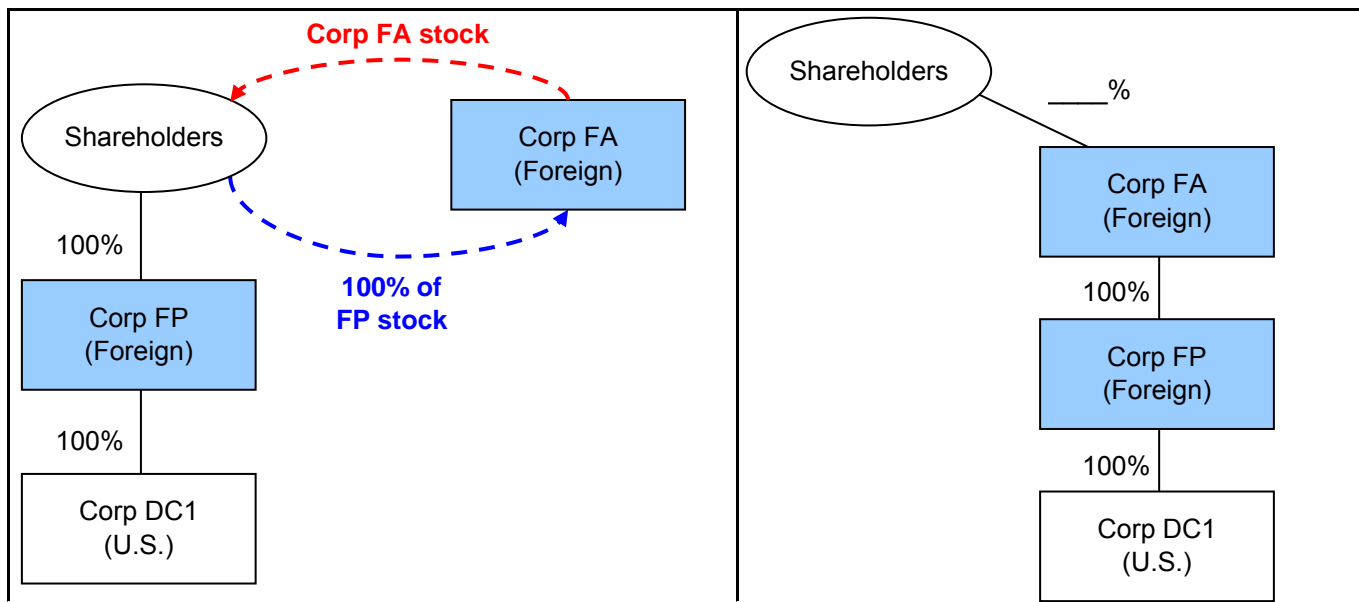 Corp FA stock
Shareholders
Corp FA
(Foreign)
100%
100% of
FP stock
Corp FP
(Foreign)
100%
Corp DC1
(U.S.)
Shareholders
____%
Corp FA
(Foreign)
100%
Corp FP
(Foreign)
100%
Corp DC1
(U.S.)